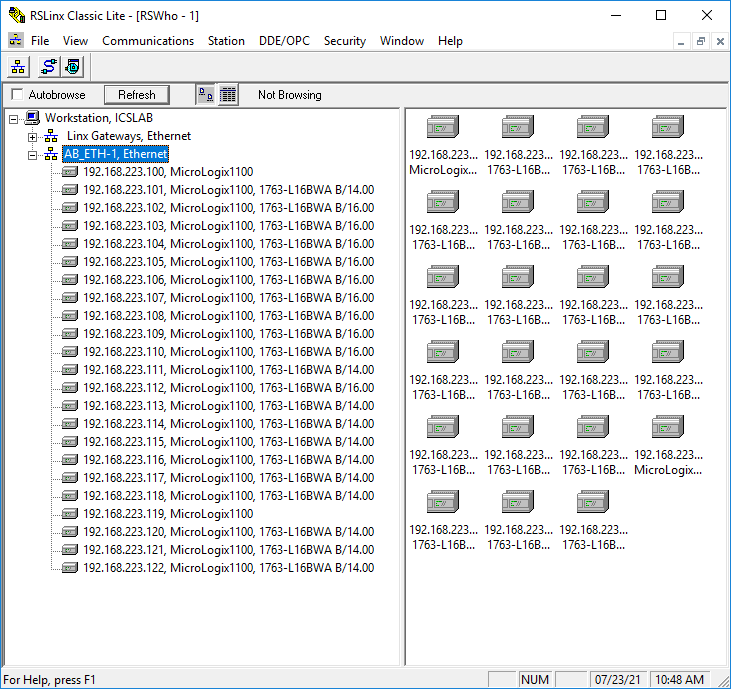 RSLinx Classic Lite - [RSWho - 1]
File View Communications Station DDE/OPC Security Window Help
Autobrowse Refresh Not Browsing
Workstation, ICSLAB
Linx Gateways, Ethernet
AB_ETH-1, Ethernet
192.168.223.100, MicroLogix1100
192.168.223.101, MicroLogix1100, 1763-L16BWA B/14.00
192.168.223.102, MicroLogix1100, 1763-L16BWA B/16.00
192.168.223.103, MicroLogix1100, 1763-L16BWA B/16.00
192.168.223.104, MicroLogix1100, 1763-L16BWA B/16.00
192.168.223.105, MicroLogix1100, 1763-L16BWA B/16.00
192.168.223.106, MicroLogix1100, 1763-L16BWA B/16.00
192.168.223.107, MicroLogix1100, 1763-L16BWA B/16.00
192.168.223.108, MicroLogix1100, 1763-L16BWA B/16.00
192.168.223.109, MicroLogix1100, 1763-L16BWA B/16.00
192.168.223.110, MicroLogix1100, 1763-L16BWA B/16.00
192.168.223.111, MicroLogix1100, 1763-L16BWA B/14.00
192.168.223.112, MicroLogix1100, 1763-L16BWA B/16.00
192.168.223.113, MicroLogix1100, 1763-L16BWA B/14.00
192.168.223.114, MicroLogix1100, 1763-L16BWA B/14.00
192.168.223.115, MicroLogix1100, 1763-L16BWA B/14.00
192.168.223.116, MicroLogix1100, 1763-L16BWA B/14.00
192.168.223.117, MicroLogix1100, 1763-L16BWA B/14.00
192.168.223.118, MicroLogix1100, 1763-L16BWA B/14.00
192.168.223.119, MicroLogix1100
192.168.223.120, MicroLogix1100, 1763-L16BWA B/14.00
192.168.223.121, MicroLogix1100, 1763-L16BWA B/14.00
192.168.223.122, MicroLogix1100, 1763-L16BWA B/14.00
192.168.223... 192.168.223... 192.168.223... 192.168.223...
MicroLogix... 1763-L16B... 1763-L16B... 1763-L16B...
192.168.223... 192.168.223... 192.168.223... 192.168.223...
1763-L16B... 1763-L16B... 1763-L16B... 1763-L16B...
192.168.223... 192.168.223... 192.168.223... 192.168.223...
1763-L16B... 1763-L16B... 1763-L16B... 1763-L16B...
192.168.223... 192.168.223... 192.168.223... 192.168.223...
1763-L16B... 1763-L16B... 1763-L16B... 1763-L16B...
192.168.223... 192.168.223... 192.168.223... 192.168.223...
1763-L16B... 1763-L16B... 1763-L16B... MicroLogix...
192.168.223... 192.168.223... 192.168.223...
1763-L16B... 1763-L16B... 1763-L16B...
For Help, press F1 NUM 07/23/21 10:48 AM